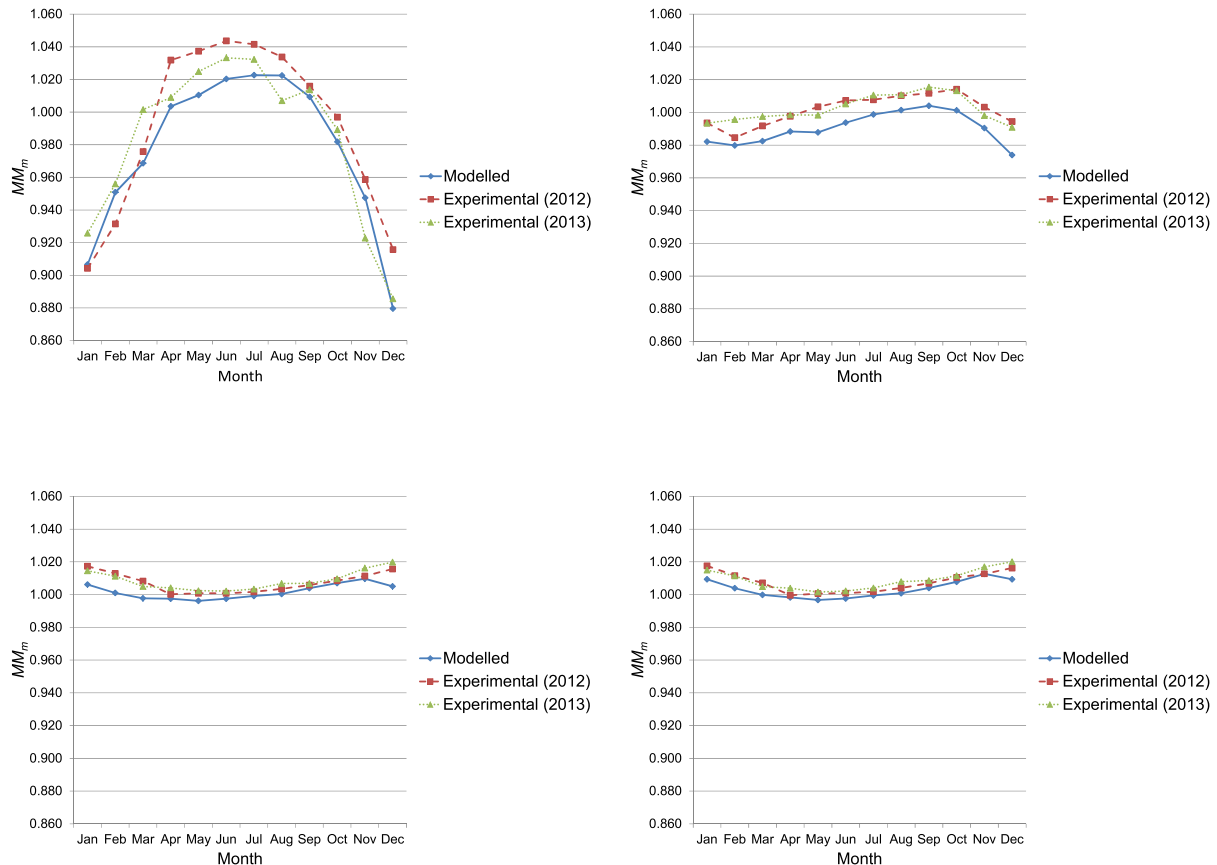 1.060
1.040
1.020
1.000
0.980
0.960
0.940
0.920
0.900
0.880
0.860
MMm
Jan Feb Mar Apr May Jun Jul Aug Sep Oct Nov Dec
Month
Modelled
Experimental (2012)
Experimental (2013)
1.060
1.040
1.020
1.000
0.980
0.960
0.940
0.920
0.900
0.880
0.860
MMm
Jan Feb Mar Apr May Jun Jul Aug Sep Oct Nov Dec
Month
Modelled
Experimental (2012)
Experimental (2013)
1.060
1.040
1.020
1.000
0.980
0.960
0.940
0.920
0.900
0.880
0.860
MMm
Jan Feb Mar Apr May Jun Jul Aug Sep Oct Nov Dec
Month
Modelled
Experimental (2012)
Experimental (2013)
1.060
1.040
1.020
1.000
0.980
0.960
0.940
0.920
0.900
0.880
0.860
MMm
Jan Feb Mar Apr May Jun Jul Aug Sep Oct Nov Dec
Month
Modelled
Experimental (2012)
Experimental (2013)